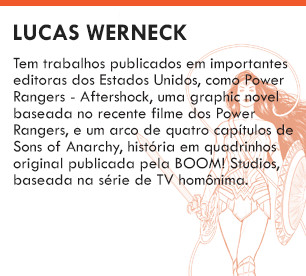 LUCAS WERNECK
Tem trabalhos publicados em importantes
editoras dos Estados Unidos, como Power
Rangers - Aftershock, uma graphic novel
baseada no recente filme dos Power
Rangers, e um arco de quatro capítulos de
Sons of Anarchy, história em quadrinhos
original publicada pela BOOM! Studios,
baseada na série de TV homônima.